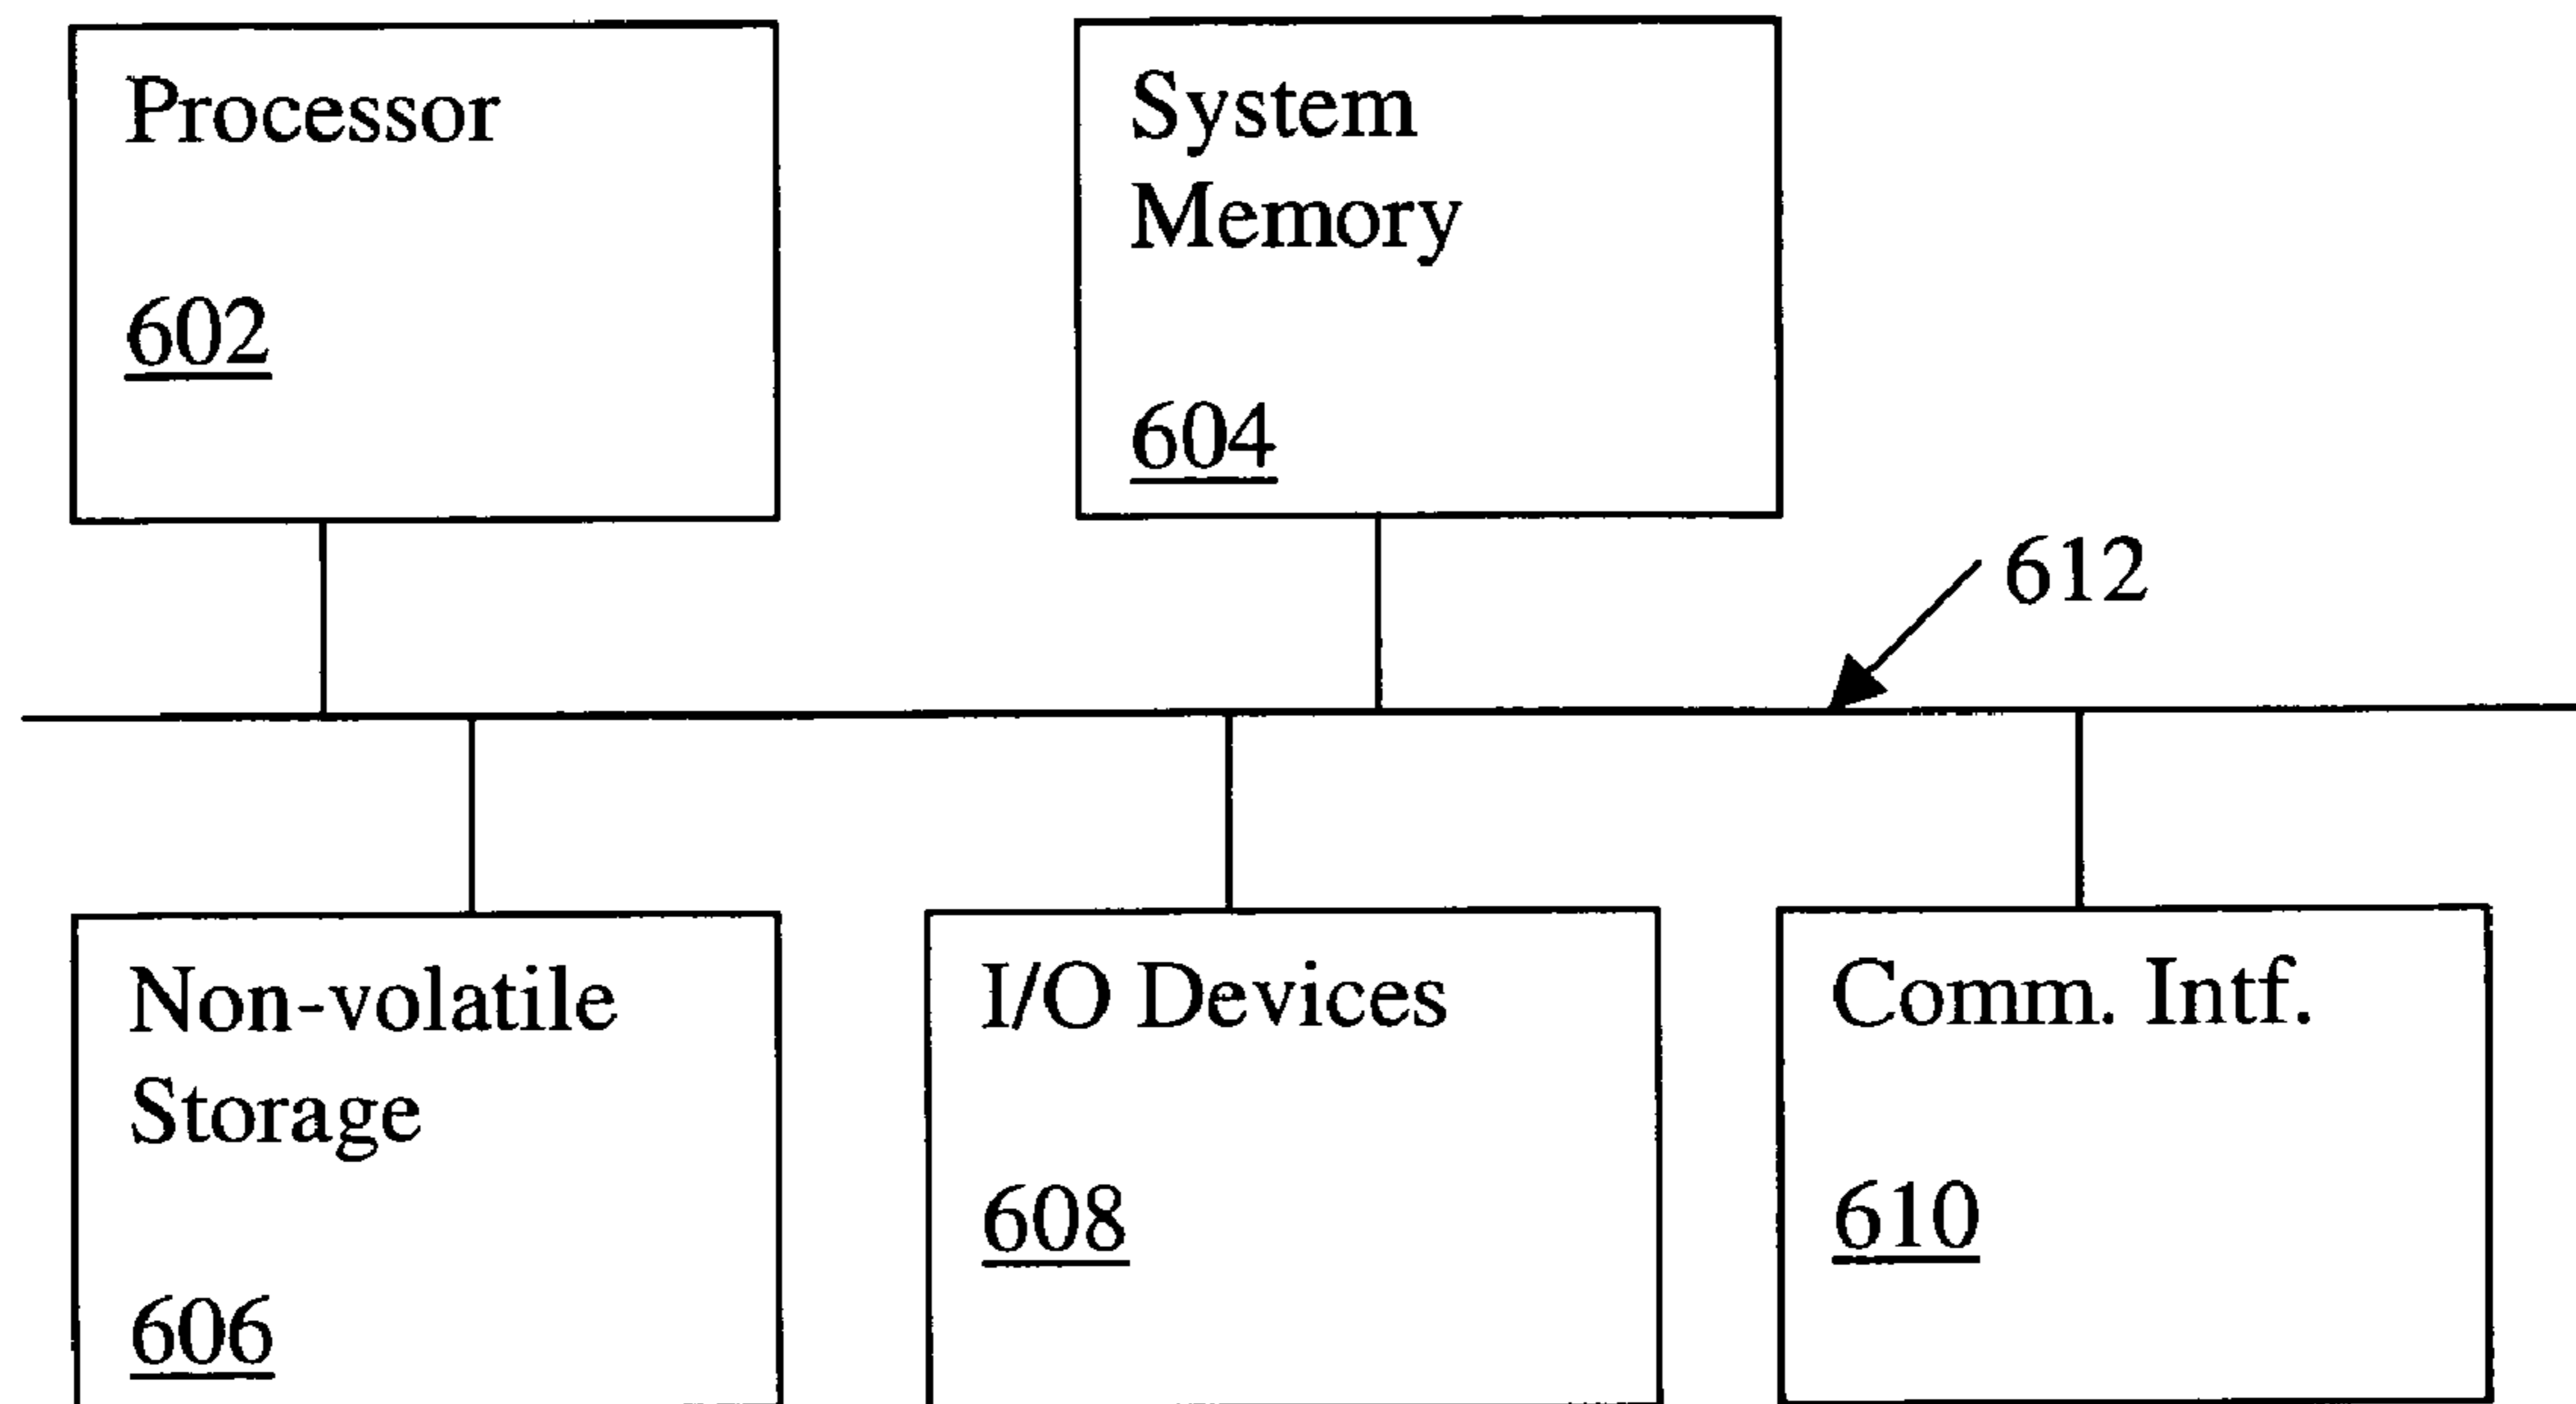 Processor
602
System
Memory
604
612
Non-volatile
Storage
606
I/O Devices
608
Comm. Intf.
610